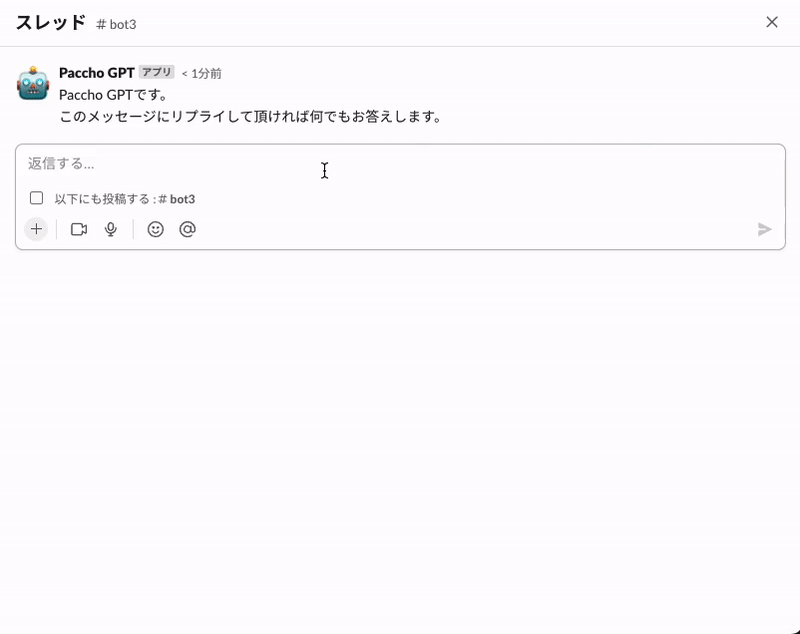 スレッド # bot3
Paccho GPT アプリ < 1分前
Paccho GPTです。
このメッセージにリプライして頂ければ何でもお答えします。
返信する...
以下にも投稿する : # bot3